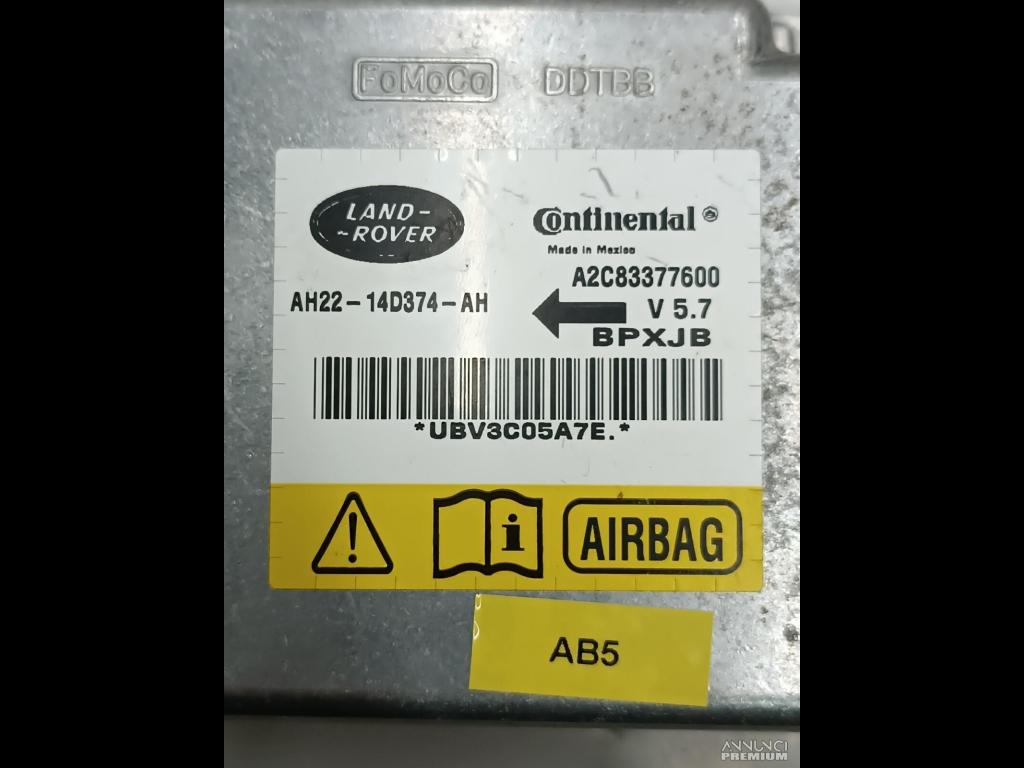 FoMoCo DDTBB
LAND-
~ROVER
Continental
Made in Mexico
A2C83377600
AH22-14D374-AH
V 5.7
BPXJB
*UBV3C05A7E.*
i
AIRBAG
AB5
ANNUNCI
PREMIUM